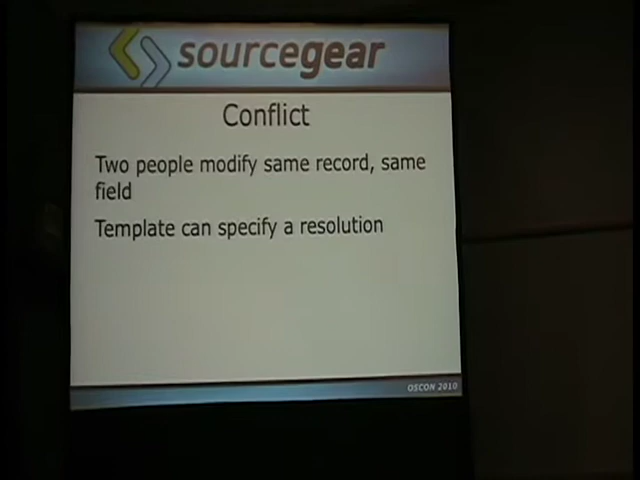 sourcegear
Conflict
Two people modify same record, same
field
Template can specify a resolution
OSCON 2010